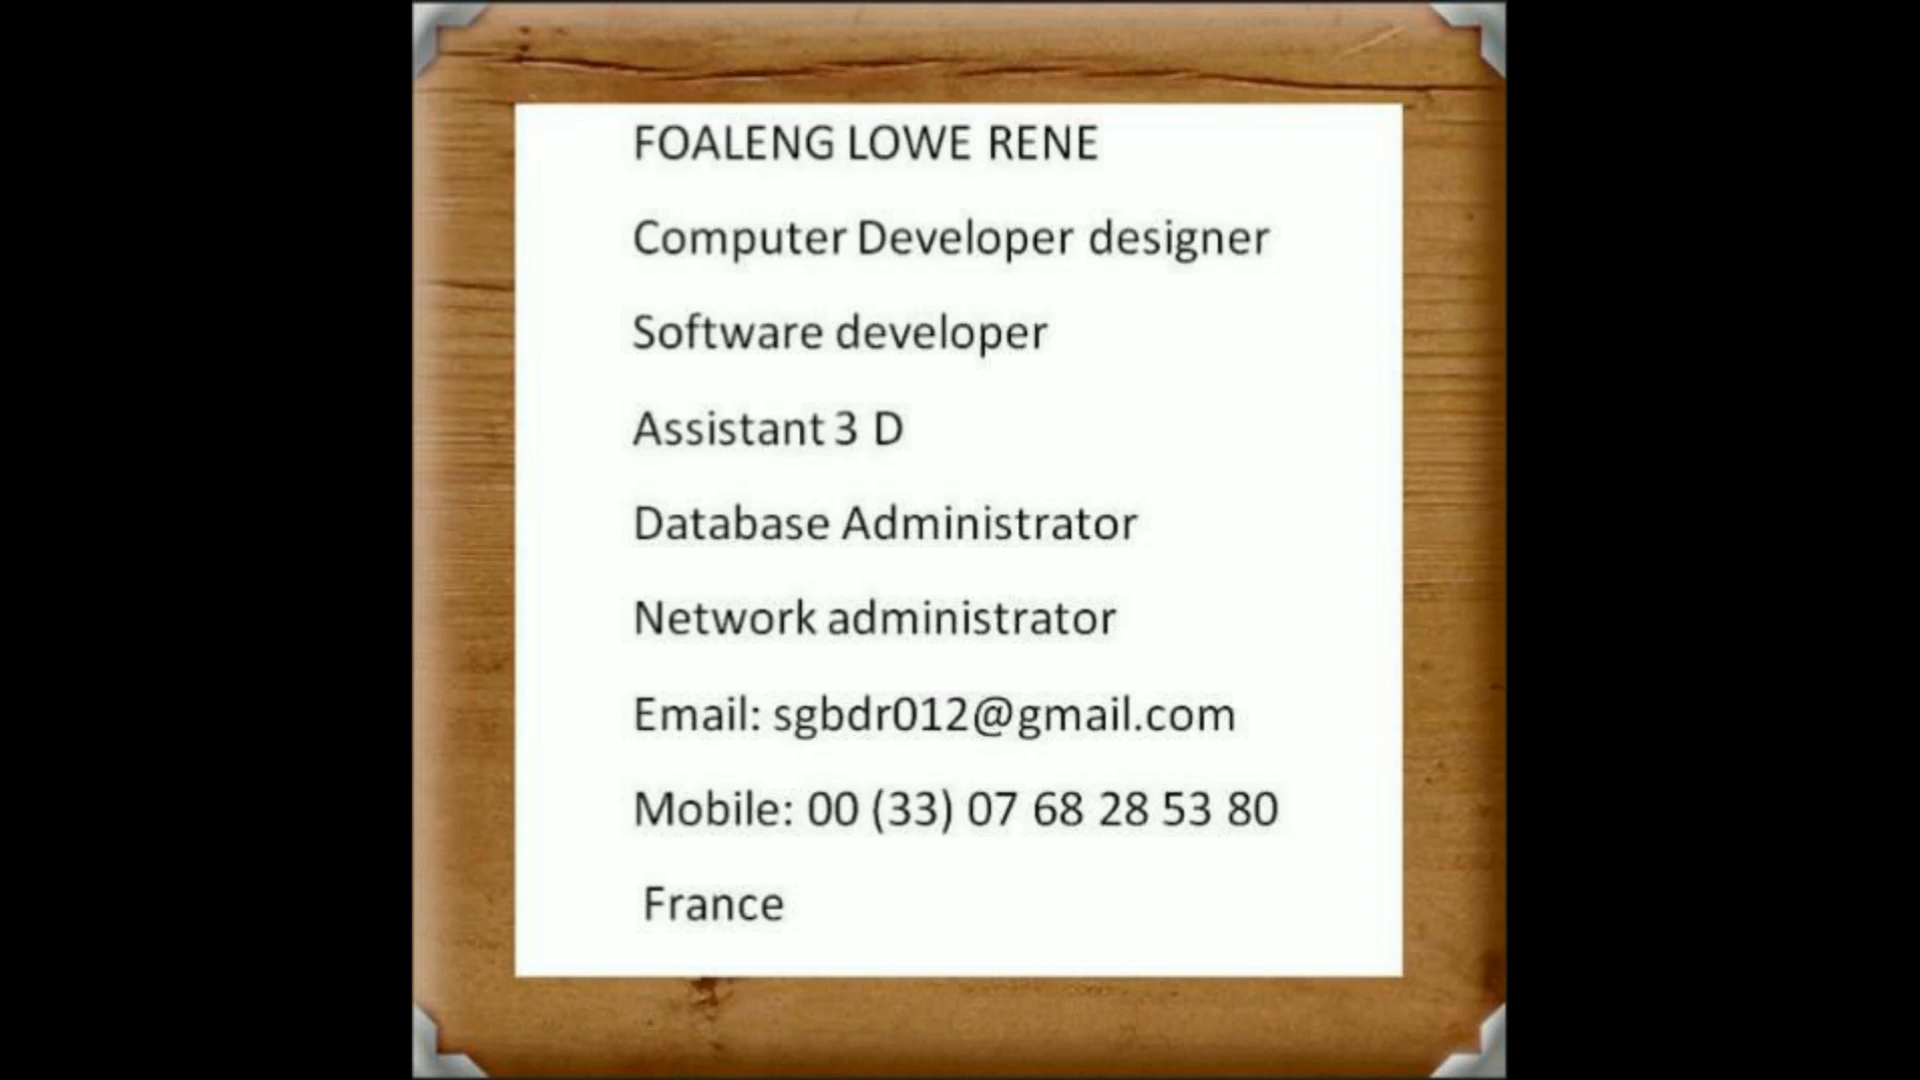 FOALENG LOWE RENE
Computer Developer designer
Software developer
Assistant 3 D
Database Administrator
Network administrator
Email: sgbdr012@gmail.com
Mobile: 00 (33) 07 68 28 53 80
France